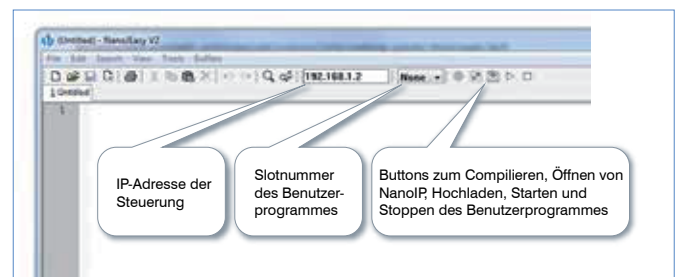 (Untitled) - NanoJEasy V2
File Edit Search View Tools Buffers
192.168.1.2 None
1 Untitled
1
IP-Adresse der
Steuerung
Slotnummer
des Benutzer-
programmes
Buttons zum Compilieren, Öffnen von
NanoIP, Hochladen, Starten und
Stoppen des Benutzerprogrammes